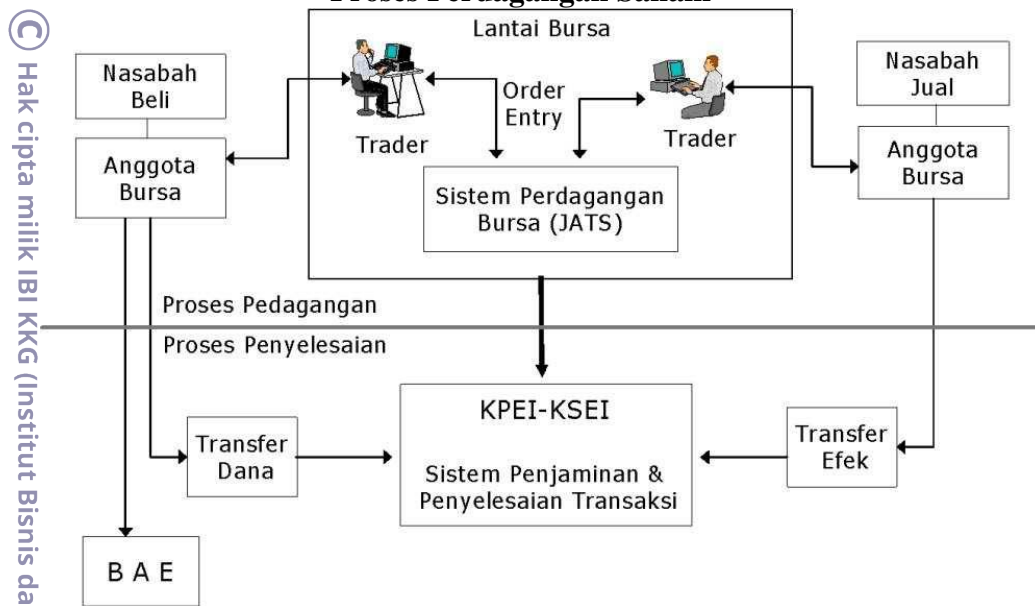 Proses Perdagangan Saham
Lantai Bursa
Nasabah
Beli
Anggota
Bursa
Trader
Order
Entry
Trader
Sistem Perdagangan
Bursa (JATS)
Nasabah
Jual
Anggota
Bursa
Proses Pedagangan
Proses Penyelesaian
Transfer
Dana
KPEI-KSEI
Sistem Penjaminan &
Penyelesaian Transaksi
Transfer
Efek
B A E
© Hak cipta milik IBI KKG (Institut Bisnis da